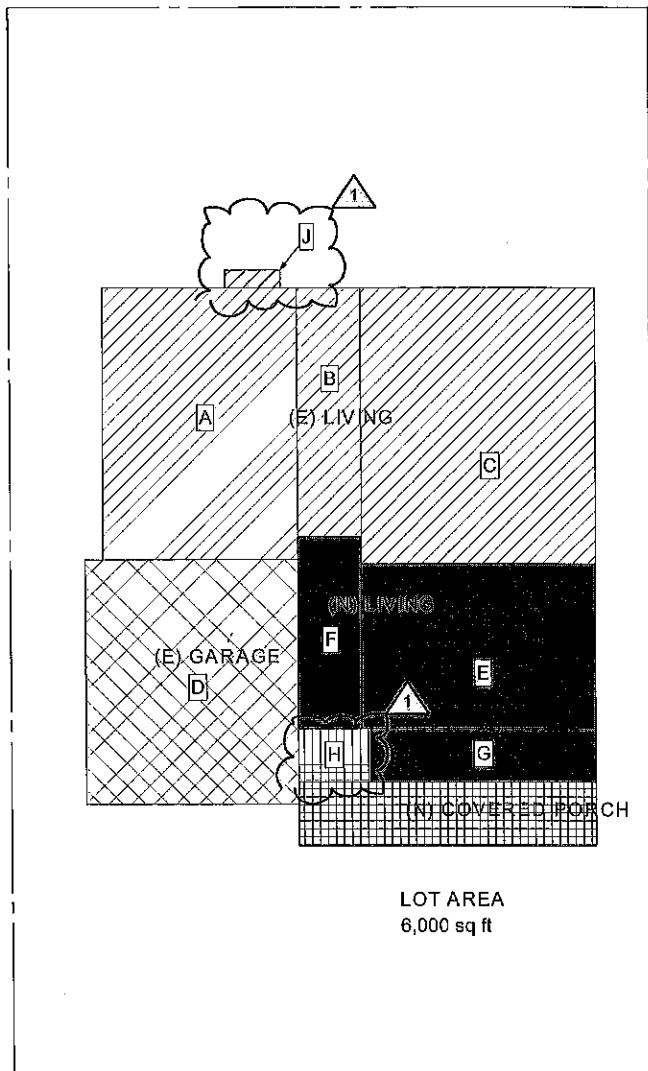 1
J
B
A
(E) LIVING
C
(N) LIVING
F
(E) GARAGE
E
D
1
H
G
(N) COVERED PORCH
LOT AREA
6,000 sq ft